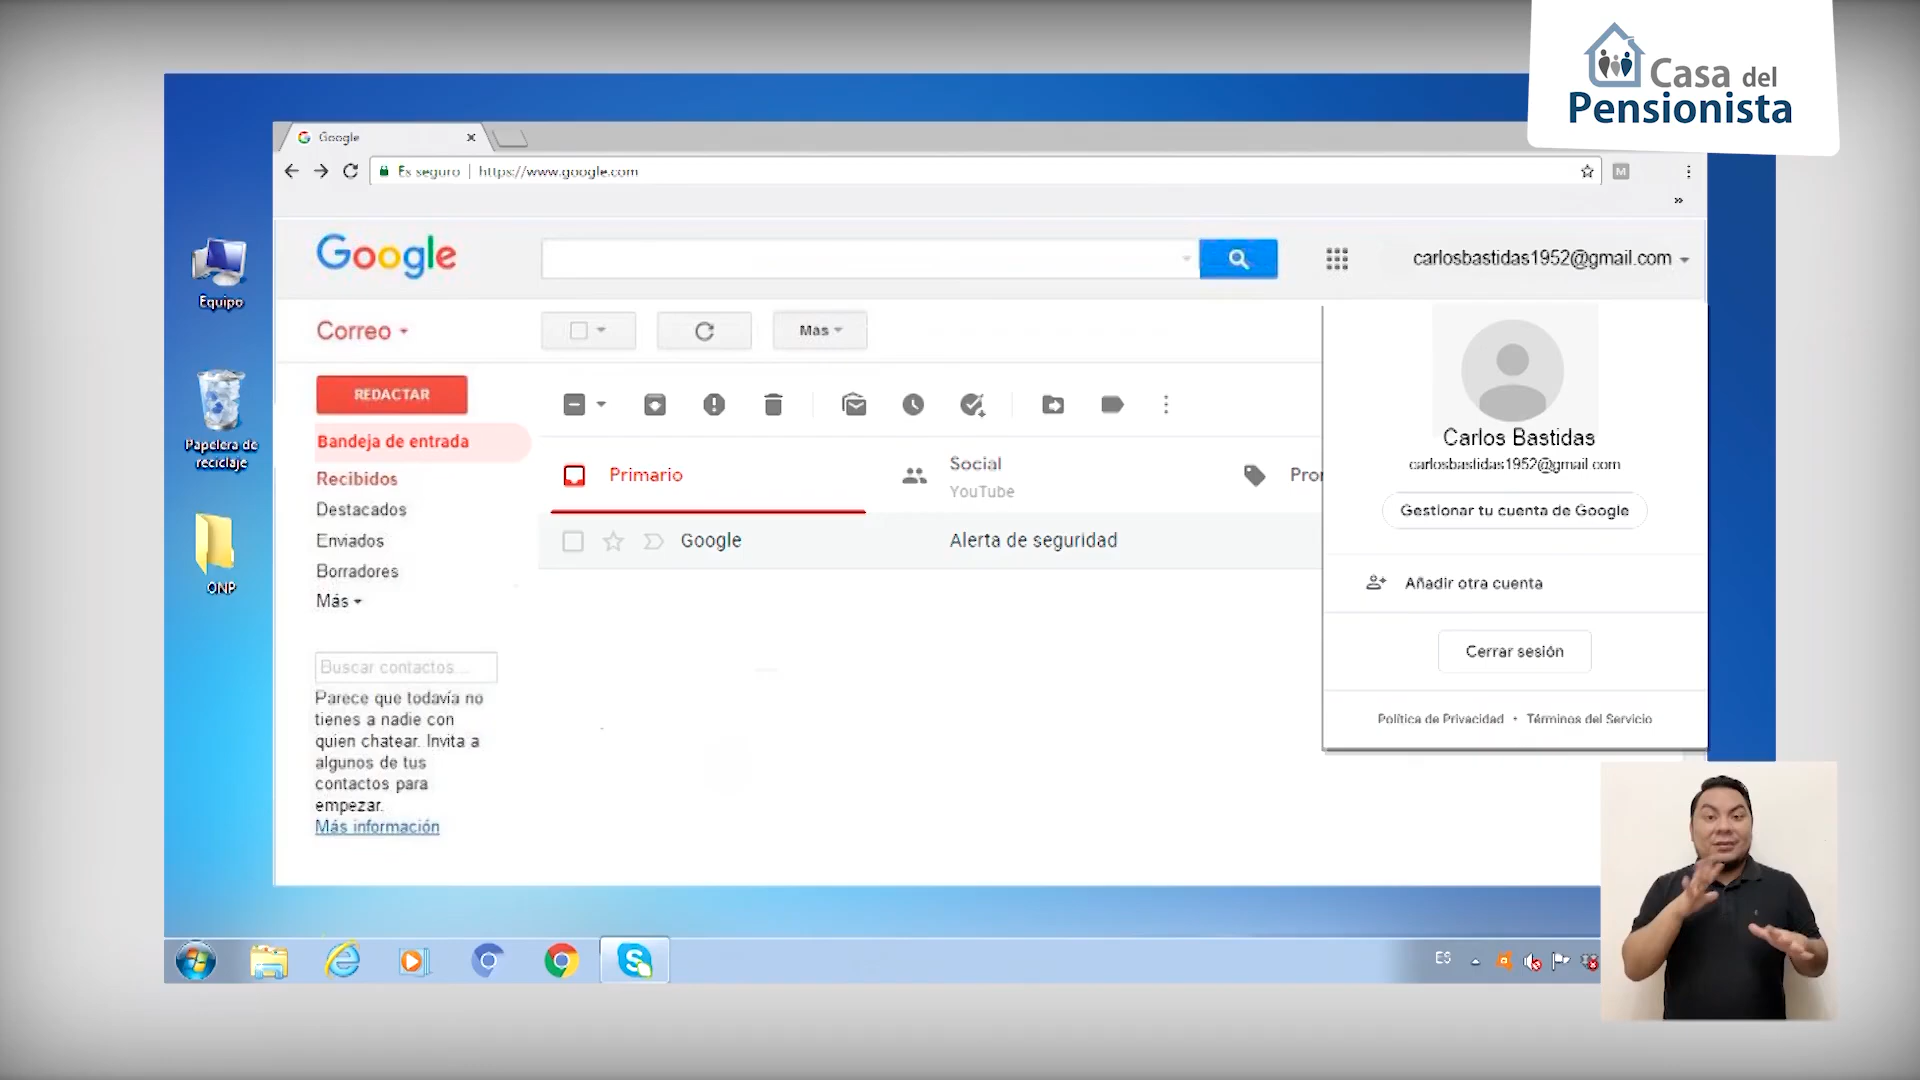 Casa del
Pensionista
Google
Es seguro | https://www.google.com
M
»
Google
carlosbastidas1952@gmail.com
Correo
Mas
REDACTAR
Bandeja de entrada
Recibidos
Destacados
Enviados
Borradores
Más
Primario
Social
YouTube
Pror
Google
Alerta de seguridad
Buscar contactos...
Parece que todavía no
tienes a nadie con
quien chatear. Invita a
algunos de tus
contactos para
empezar.
Más información
Carlos Bastidas
carlosbastidas1952@gmail.com
Gestionar tu cuenta de Google
Añadir otra cuenta
Cerrar sesión
Política de Privacidad • Términos del Servicio
Equipo
Papelera de
reciclaje
ONP
ES